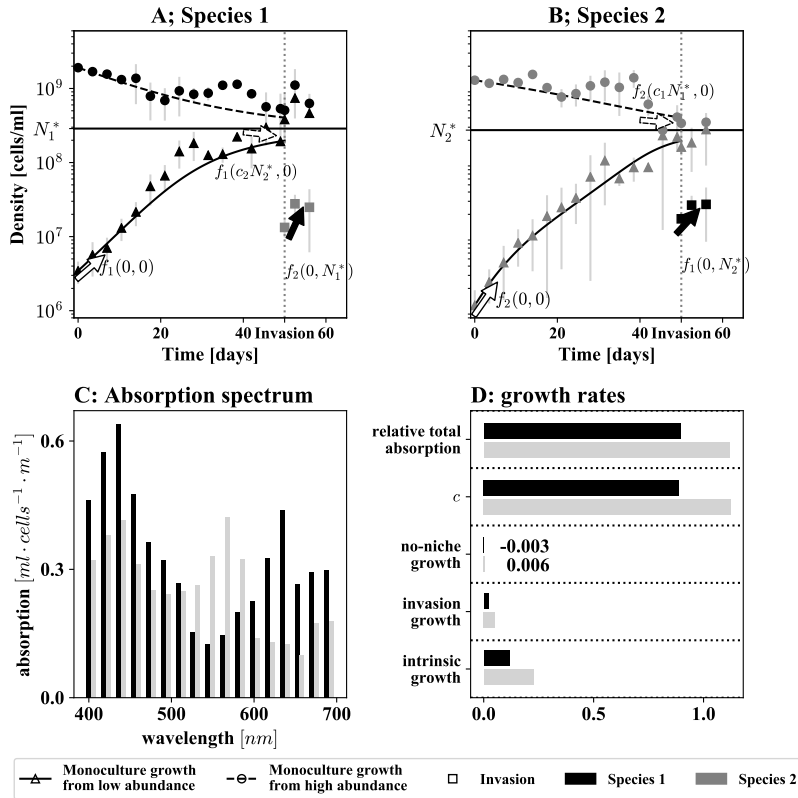 A; Species 1
B; Species 2
Density [cells/ml]
10^9
N_1^*
10^8
10^7
10^6
f_1(c_2N_2^*,0)
f_1(0,0)
f_2(0,N_1^*)
0 20 40 Invasion 60
Time [days]
N_2^*
f_2(c_1N_1^*,0)
f_2(0,0)
f_1(0,N_2^*)
0 20 40 Invasion 60
Time [days]
C: Absorption spectrum
absorption [ml · cells^{-1} · m^{-1}]
0.6
0.3
0.0
400 500 600 700
wavelength [nm]
D: growth rates
relative total
absorption
c
no-niche
growth
-0.003
0.006
invasion
growth
intrinsic
growth
0.0 0.5 1.0
Monoculture growth
from low abundance
Monoculture growth
from high abundance
Invasion
Species 1
Species 2